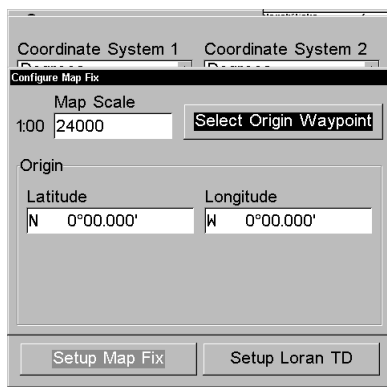 Coordinate System 1 Coordinate System 2
Configure Map Fix
Map Scale
1:00 24000 Select Origin Waypoint
Origin
Latitude Longitude
N 0°00.000' W 0°00.000'
Setup Map Fix Setup Loran TD